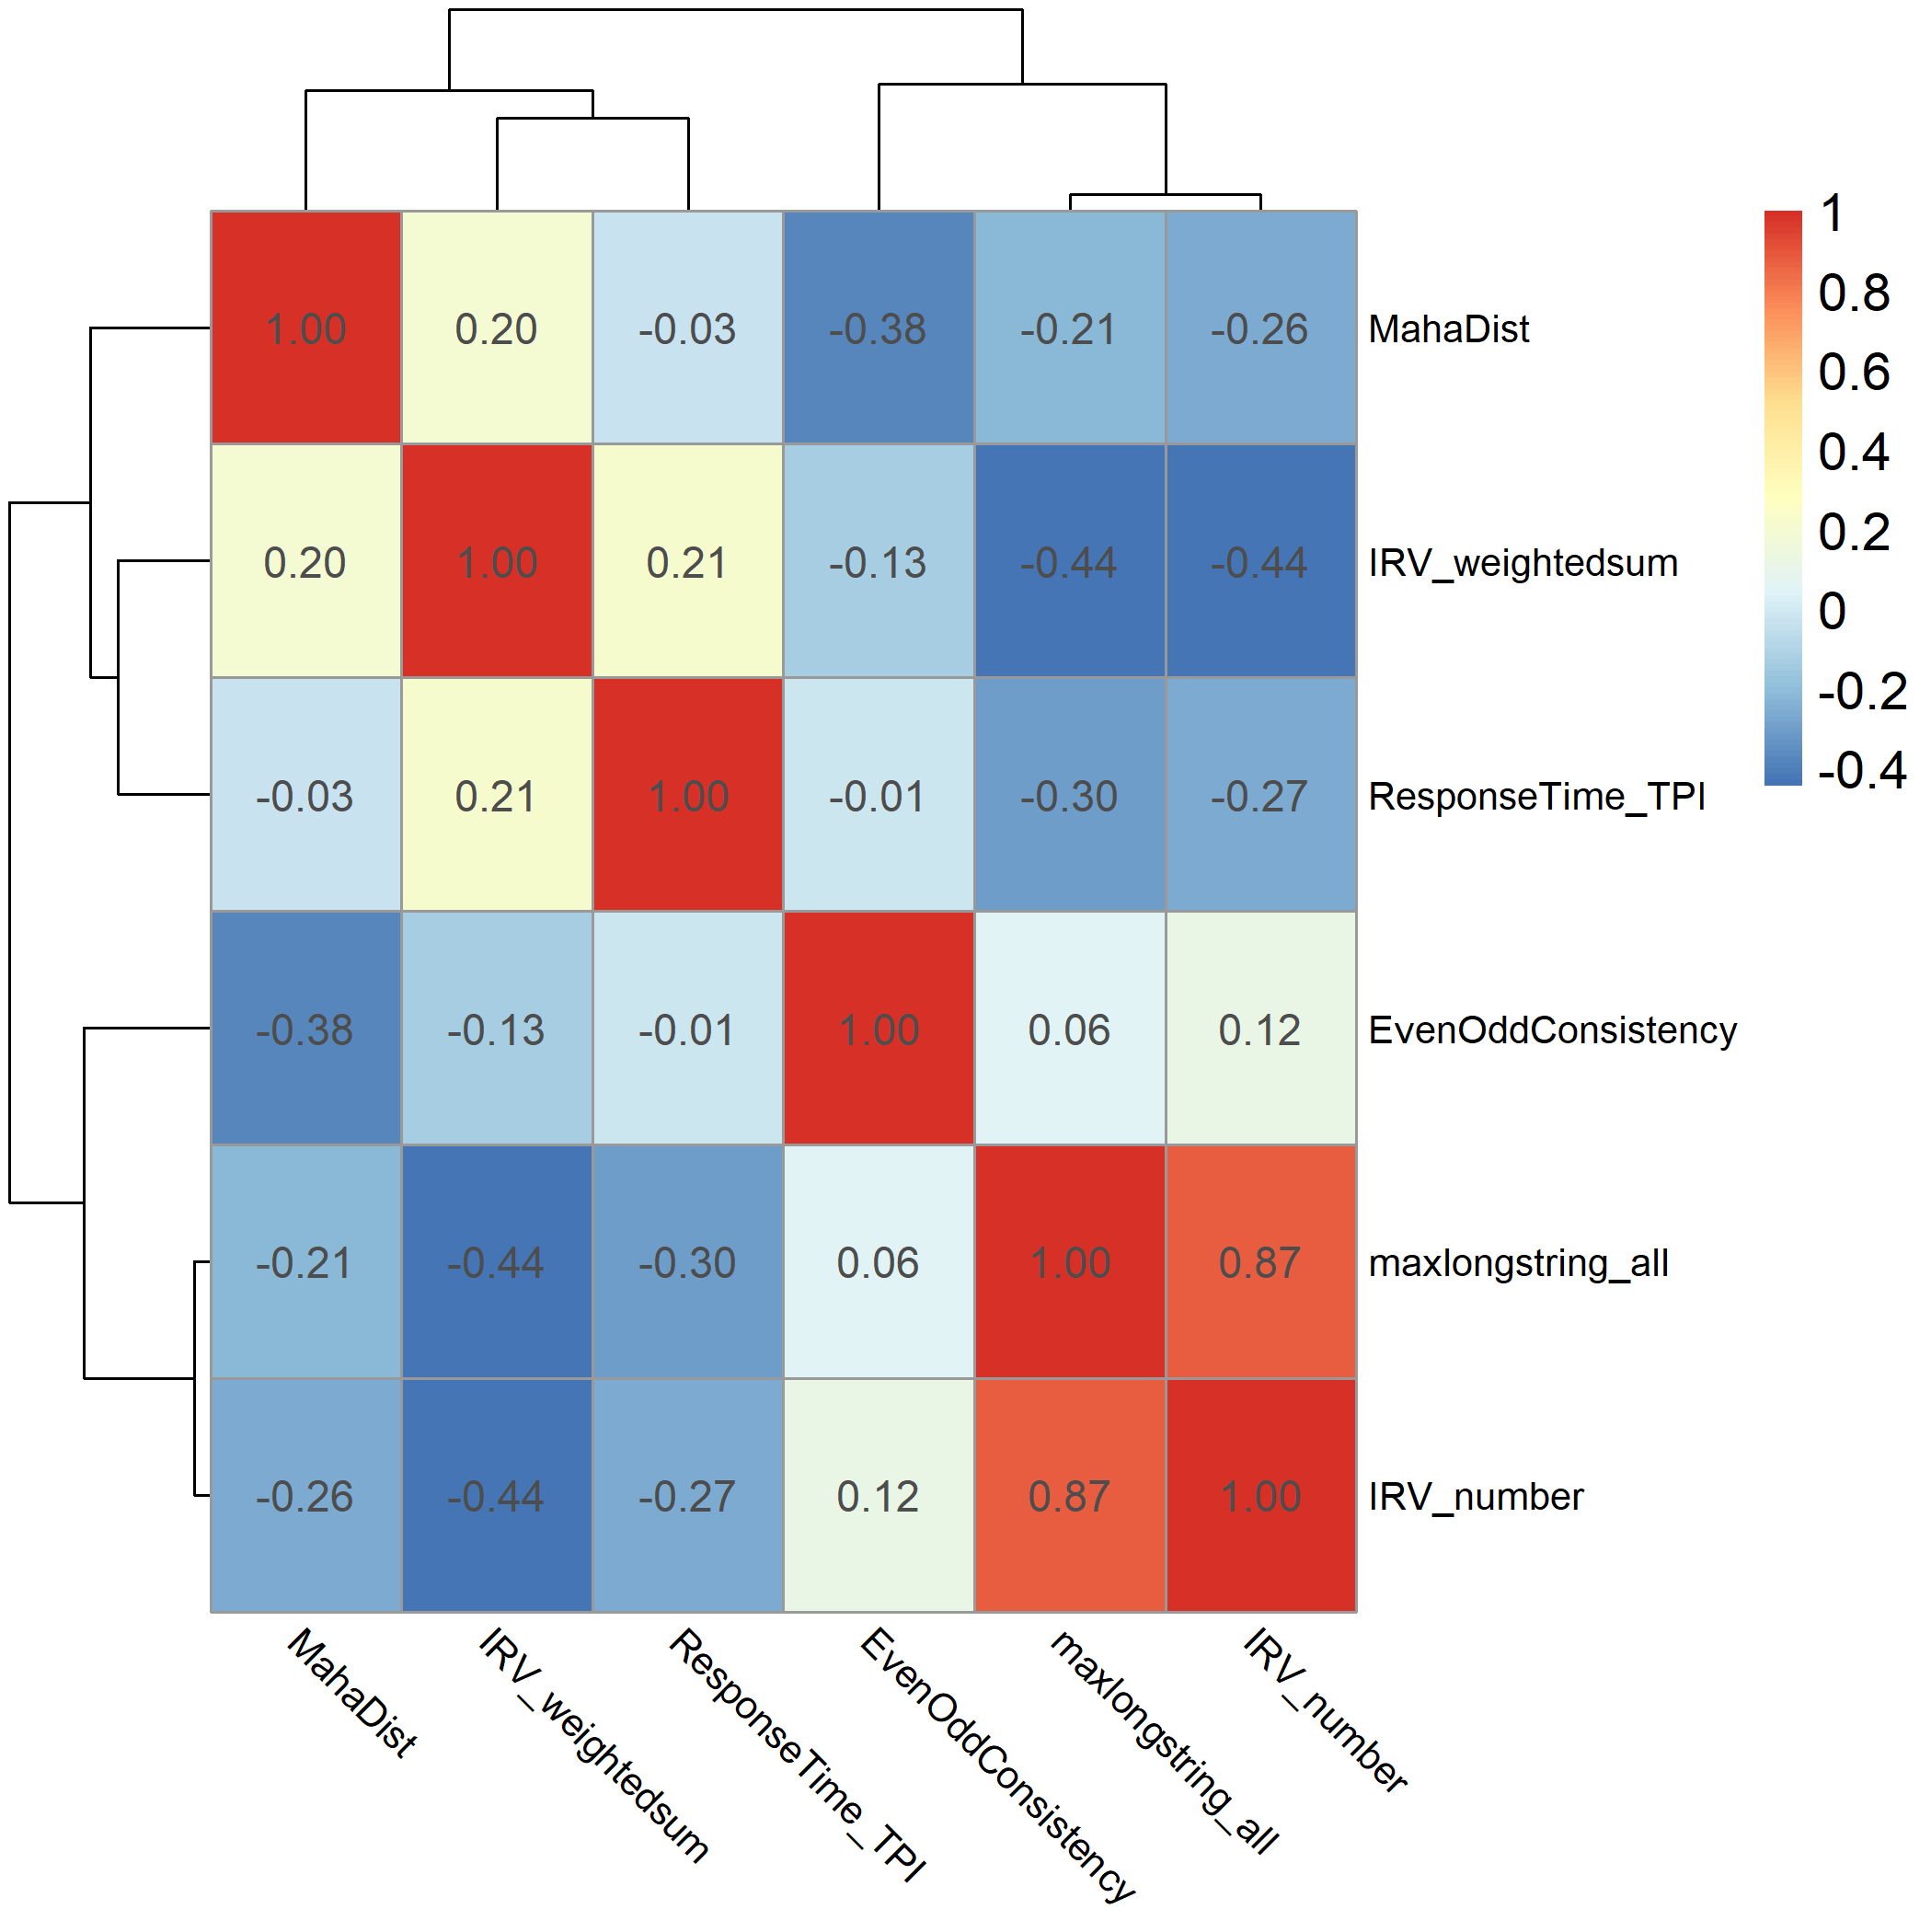 1.00 0.20 -0.03 -0.38 -0.21 -0.26 MahaDist
0.20 1.00 0.21 -0.13 -0.44 -0.44 IRV_weightedsum
-0.03 0.21 1.00 -0.01 -0.30 -0.27 ResponseTime_TPI
-0.38 -0.13 -0.01 1.00 0.06 0.12 EvenOddConsistency
-0.21 -0.44 -0.30 0.06 1.00 0.87 maxlongstring_all
-0.26 -0.44 -0.27 0.12 0.87 1.00 IRV_number
MahaDist
IRV_weightedsum
ResponseTime_TPI
EvenOddConsistency
maxlongstring_all
IRV_number
1
0.8
0.6
0.4
0.2
0
-0.2
-0.4